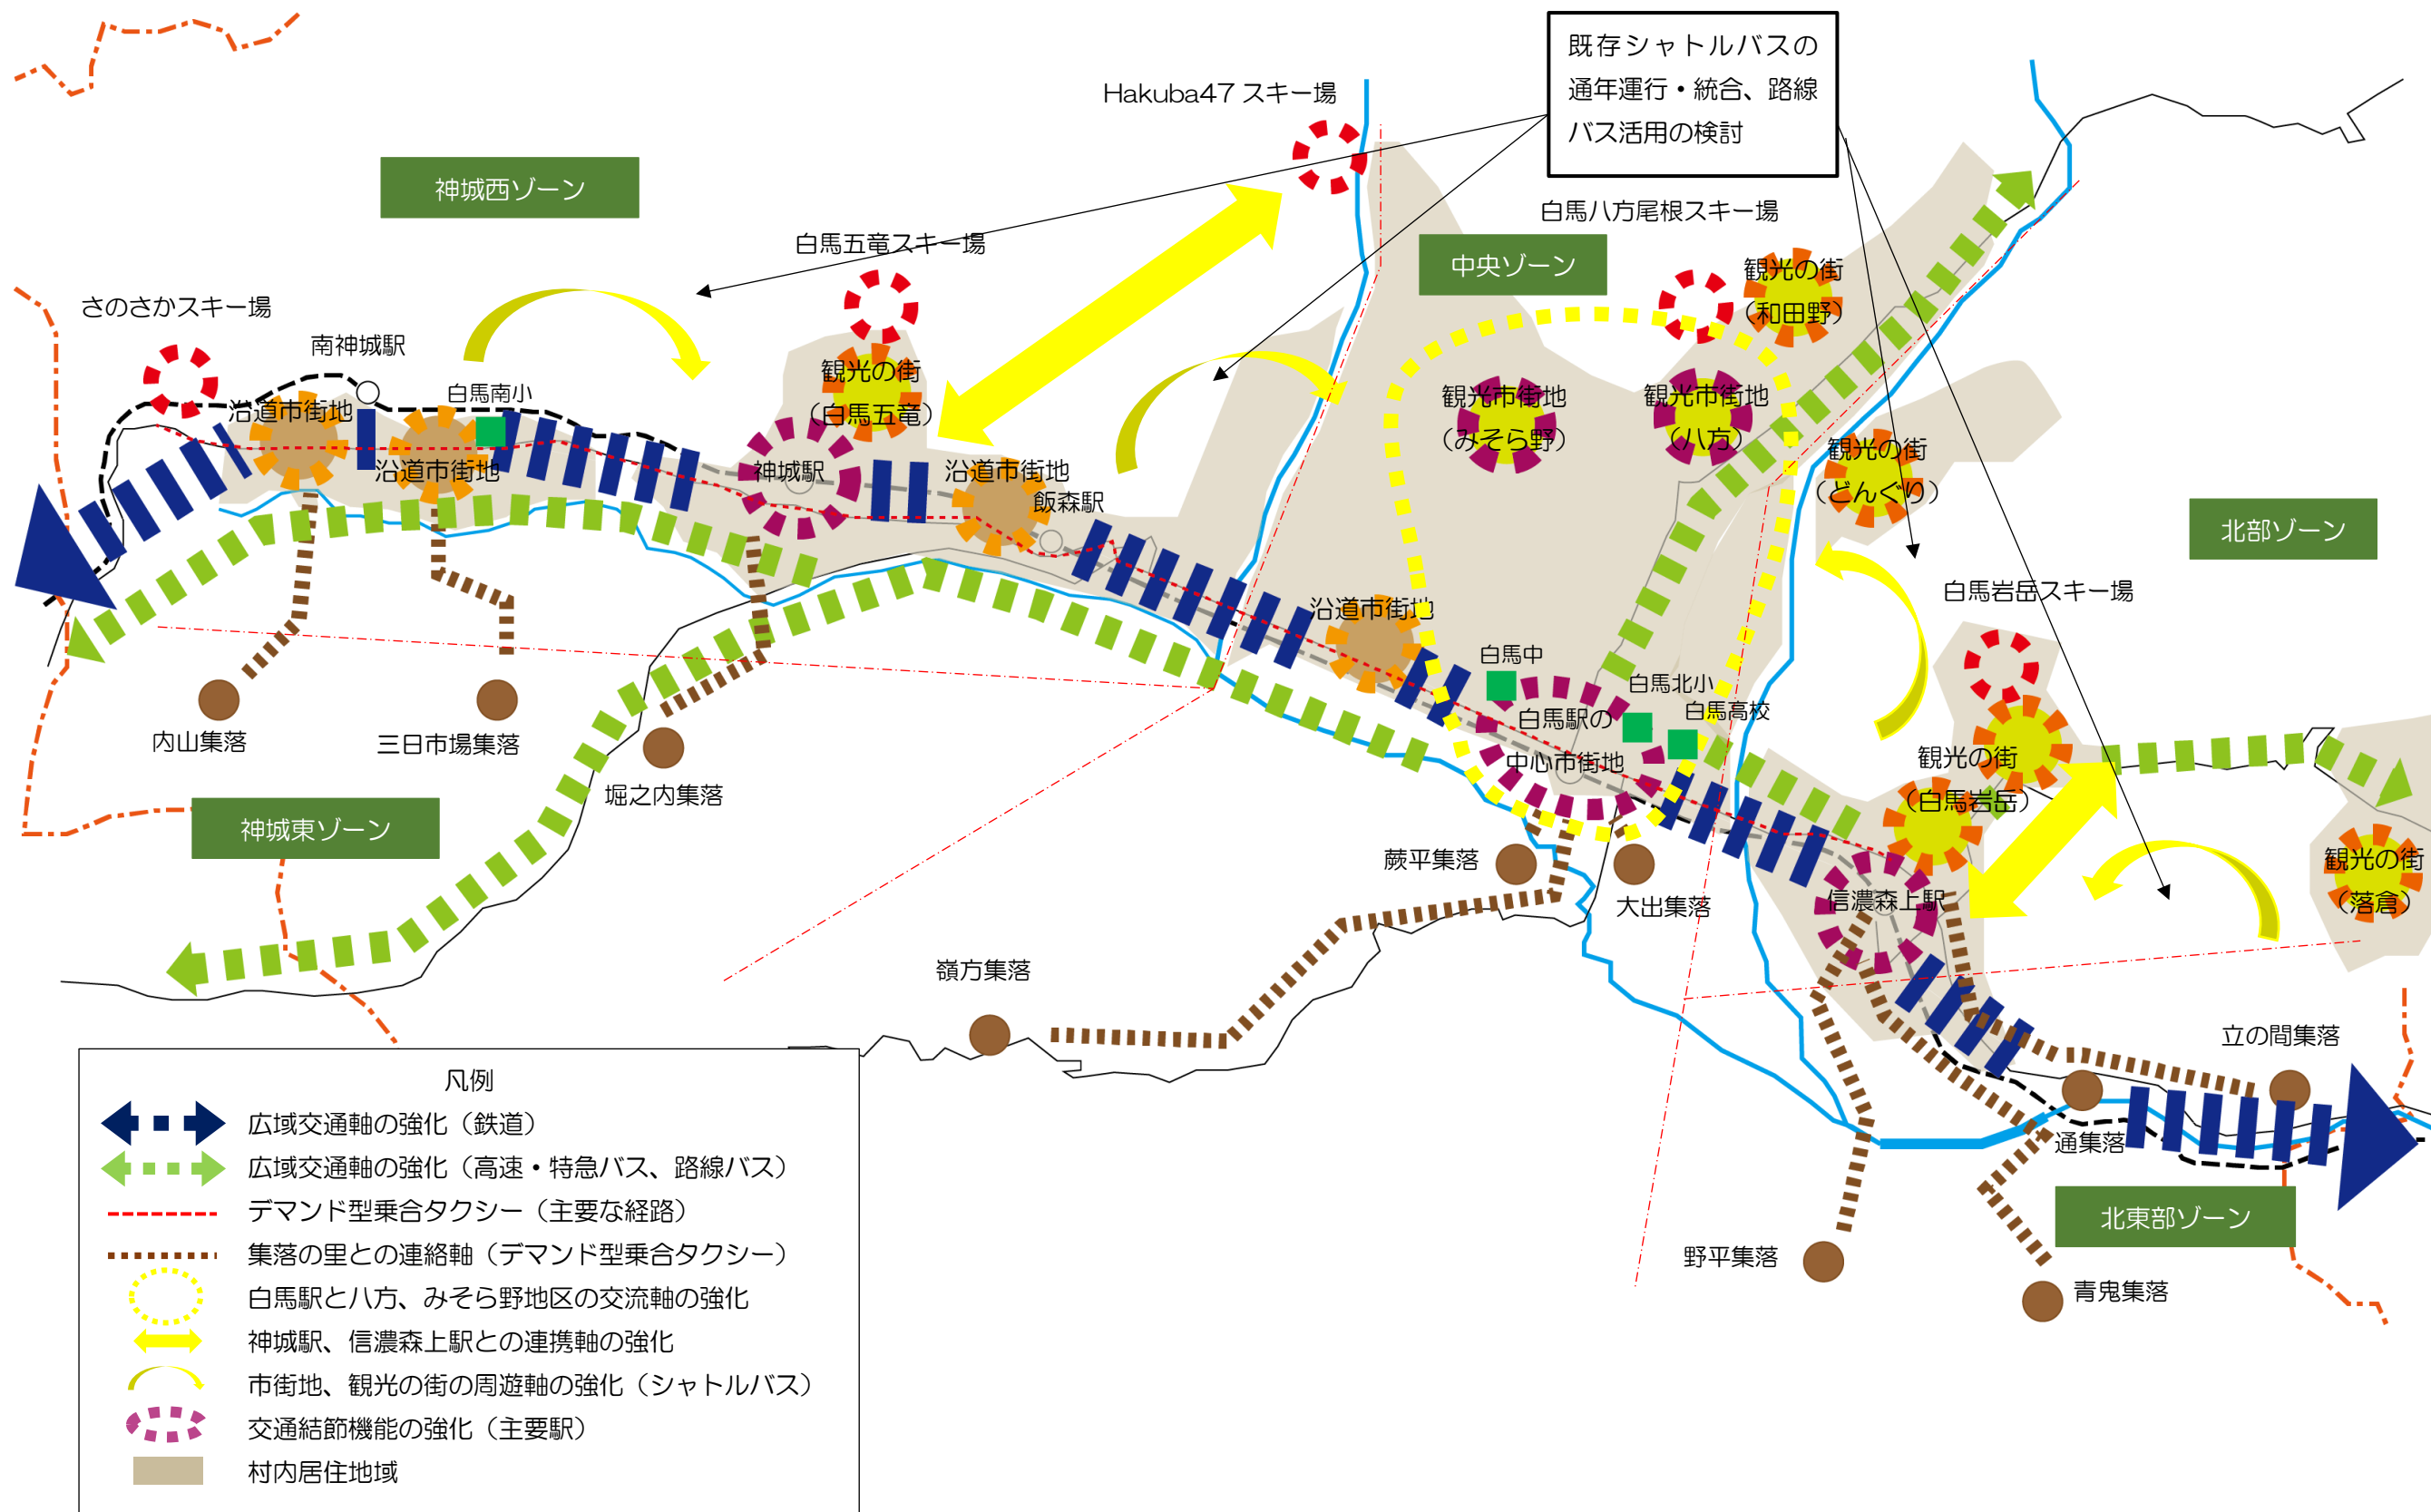 既存シャトルバスの
通年運行・統合、路線
バス活用の検討
Hakuba47 スキー場
神城西ゾーン
白馬八方尾根スキー場
白馬五竜スキー場
中央ゾーン
観光の街
（和田野）
さのさかスキー場
南神城駅
白馬南小
観光の街
（白馬五竜）
沿道市街地
沿道市街地
神城駅
沿道市街地
飯森駅
観光市街地
（みそら野）
観光市街地
（八方）
観光の街
（どんぐり）
北部ゾーン
白馬岩岳スキー場
沿道市街地
白馬中
白馬北小
白馬高校
白馬駅の
中心市街地
観光の街
（白馬岩岳）
内山集落
三日市場集落
堀之内集落
神城東ゾーン
蕨平集落
大出集落
信濃森上駅
観光の街
（落倉）
嶺方集落
立の間集落
通集落
北東部ゾーン
野平集落
青鬼集落
凡例
広域交通軸の強化（鉄道）
広域交通軸の強化（高速・特急バス、路線バス）
デマンド型乗合タクシー（主要な経路）
集落の里との連絡軸（デマンド型乗合タクシー）
白馬駅と八方、みそら野地区の交流軸の強化
神城駅、信濃森上駅との連携軸の強化
市街地、観光の街の周遊軸の強化（シャトルバス）
交通結節機能の強化（主要駅）
村内居住地域